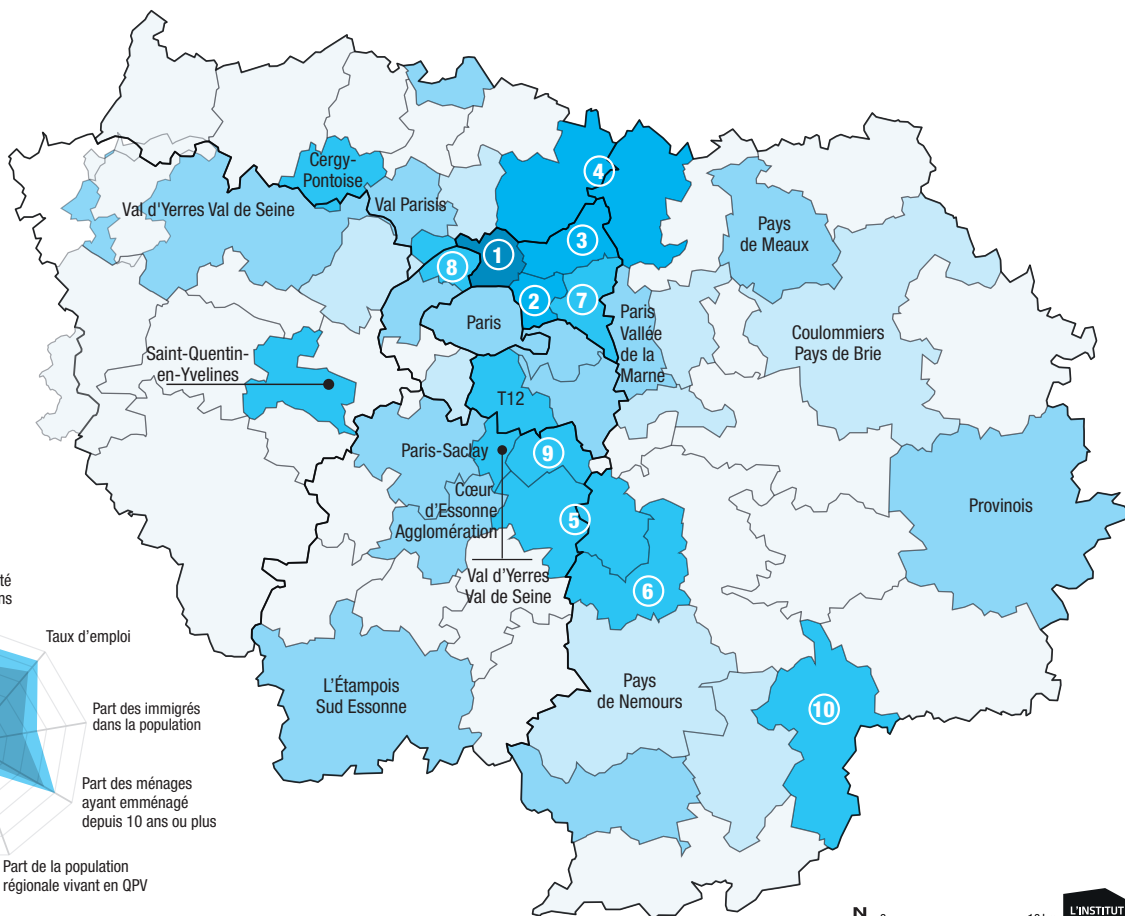 Cergy-
Pontoise
Val d'Yerres Val de Seine
Val Parisis
4
Pays
de Meaux
1
3
8
2
7
Paris
Paris
Vallée
de la
Marne
Coulommiers
Pays de Brie
Saint-Quentin-
en-Yvelines
T12
Paris-Saclay
9
Cœur
d'Essonne
Agglomération
5
Provinois
Val d'Yerres
Val de Seine
6
té
ns
Taux d'emploi
Part des immigrés
dans la population
L'Étampois
Sud Essonne
Pays
de Nemours
10
Part des ménages
ayant emménagé
depuis 10 ans ou plus
Part de la population
régionale vivant en QPV
L'INSTITUT